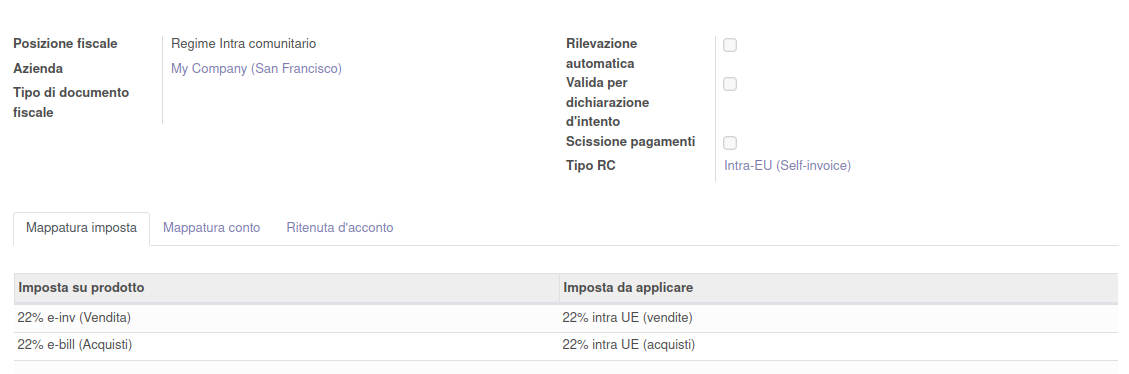 Posizione fiscale Regime Intra comunitario
Azienda My Company (San Francisco)
Tipo di documento
fiscale
Rilevazione
automatica
Valida per
dichiarazione
d'intento
Scissione pagamenti
Tipo RC Intra-EU (Self-invoice)
Mappatura imposta Mappatura conto Ritenuta d'acconto
Imposta su prodotto Imposta da applicare
22% e-inv (Vendita) 22% intra UE (vendite)
22% e-bill (Acquisti) 22% intra UE (acquisti)